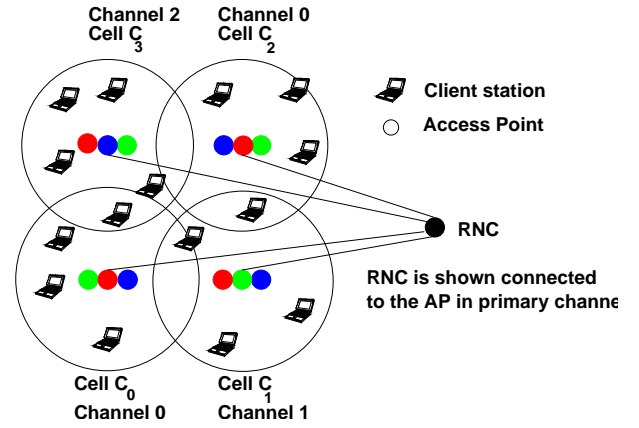 Channel 2
Cell C3
Channel 0
Cell C2
Client station
Access Point
RNC
RNC is shown connected
to the AP in primary channe
Cell C0
Channel 0
Cell C1
Channel 1